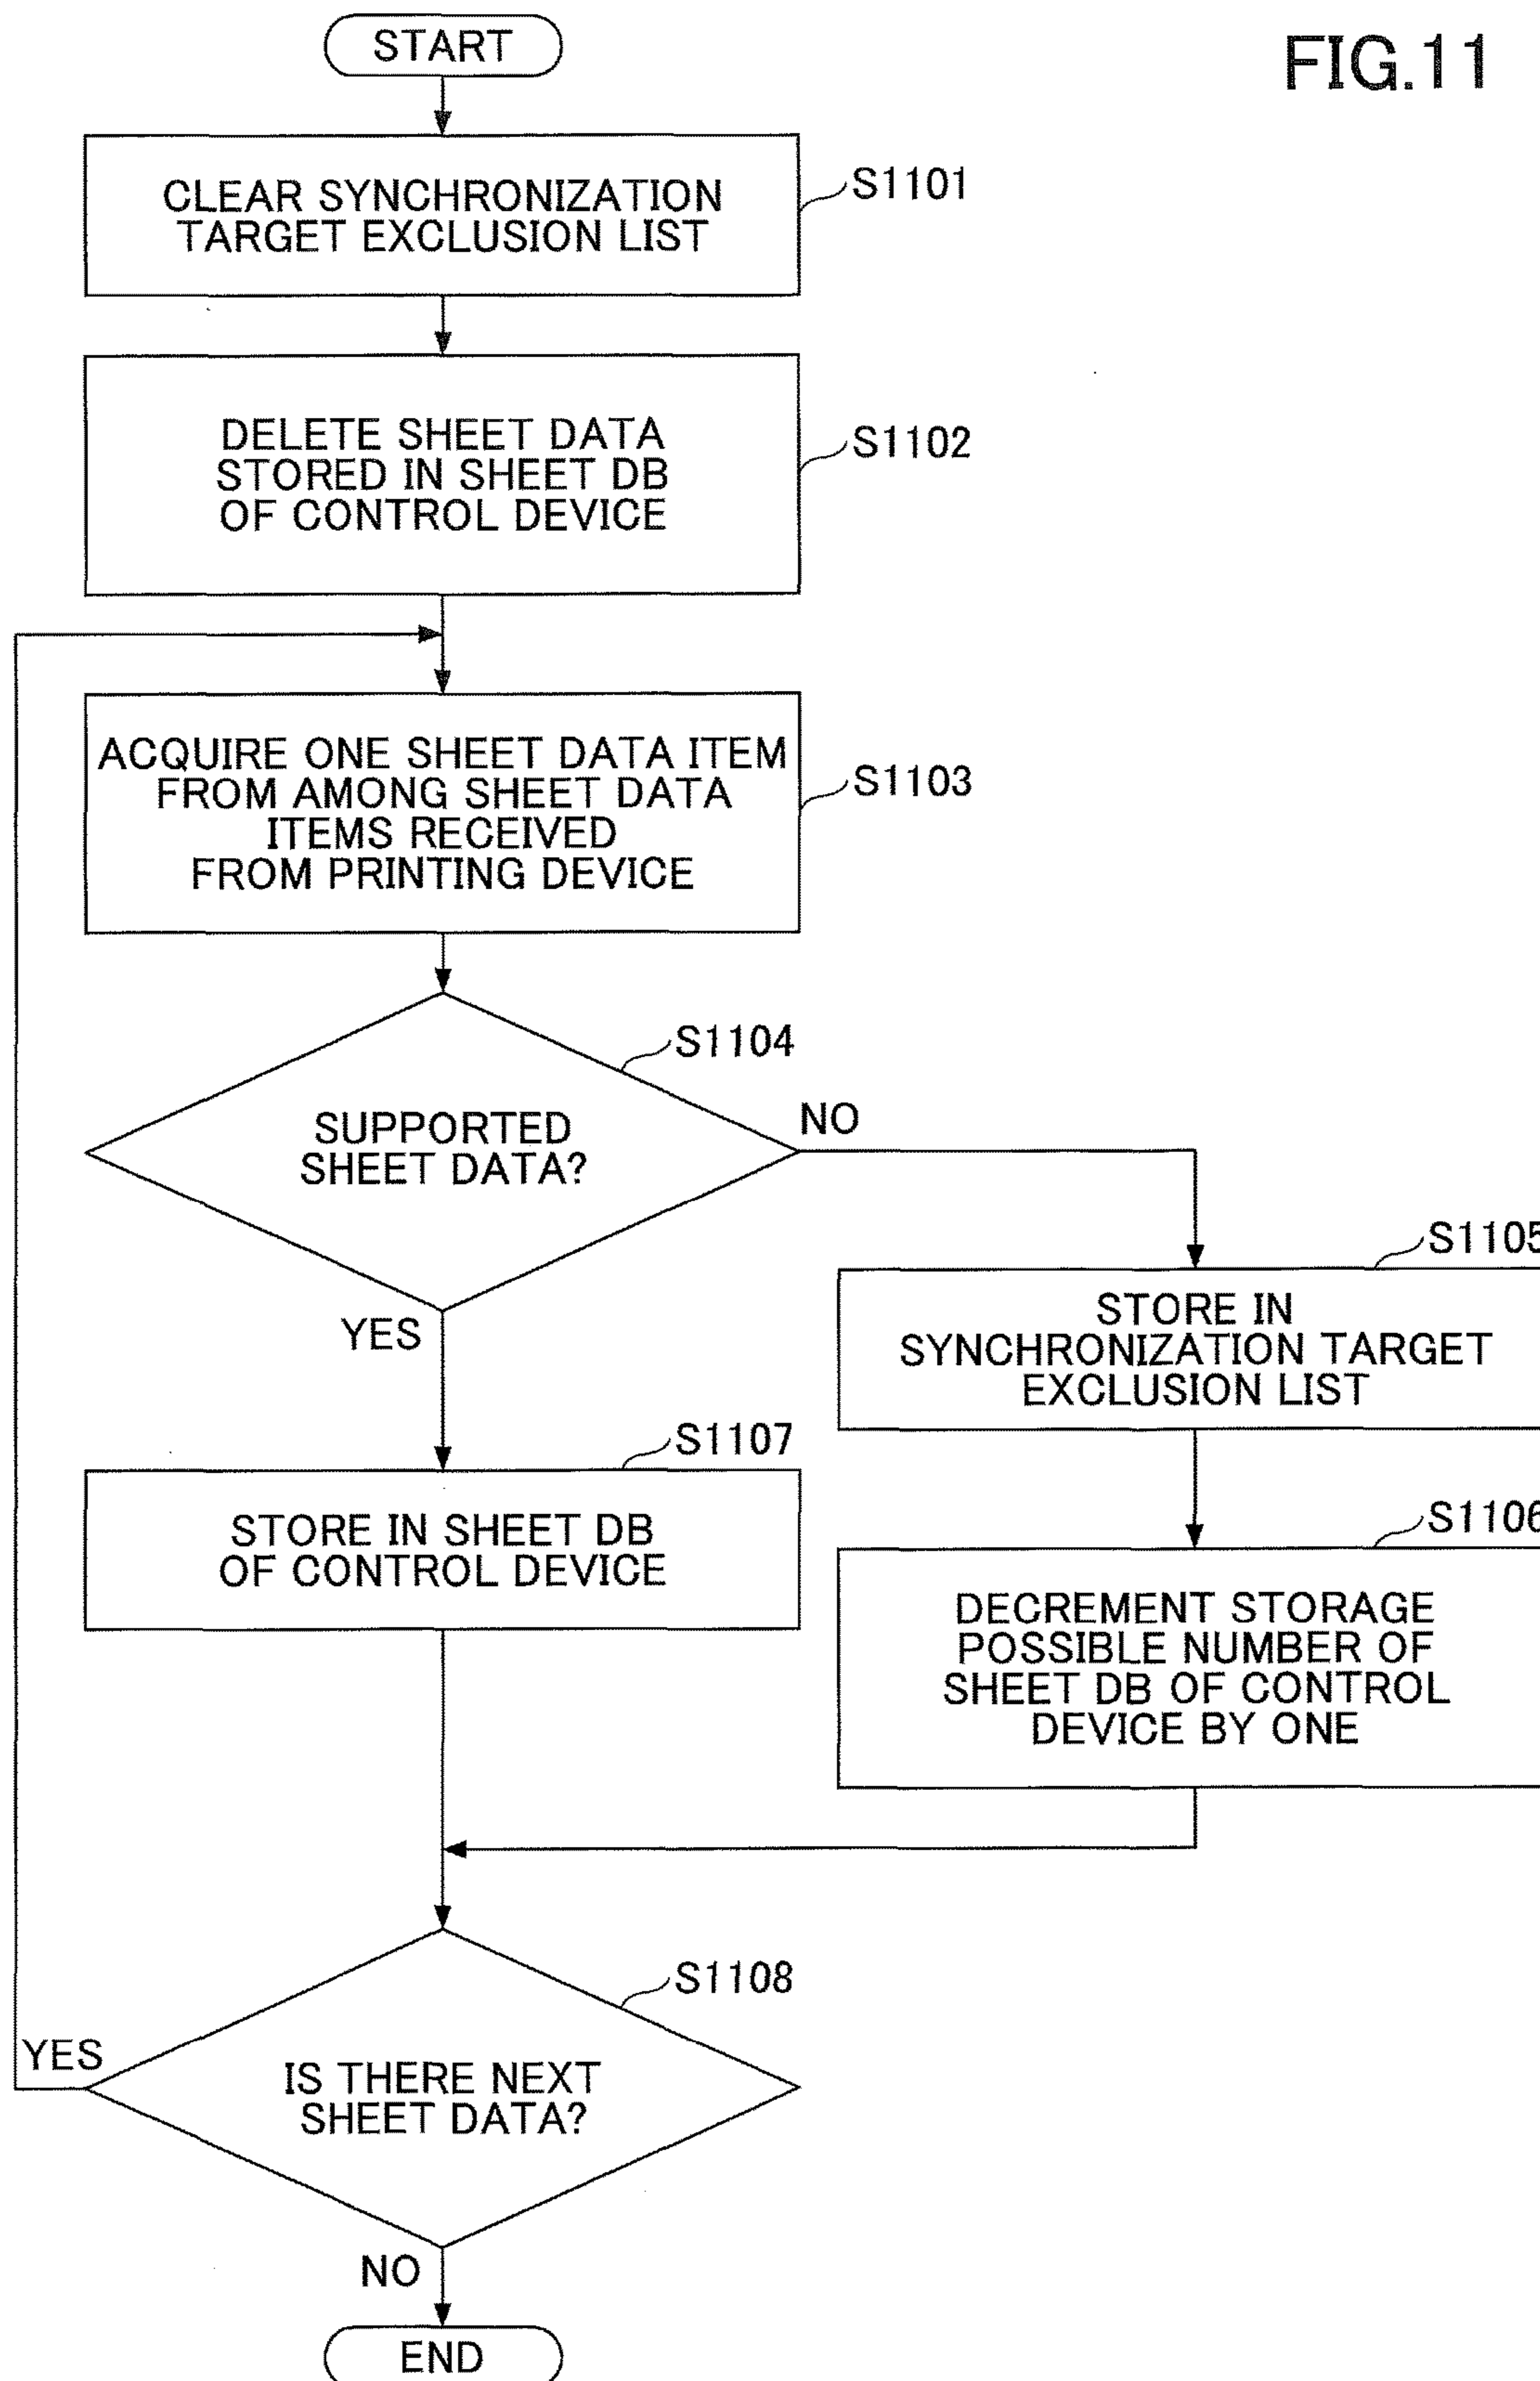 FIG.11
START
CLEAR SYNCHRONIZATION
TARGET EXCLUSION LIST
S1101
DELETE SHEET DATA
STORED IN SHEET DB
OF CONTROL DEVICE
S1102
ACQUIRE ONE SHEET DATA ITEM
FROM AMONG SHEET DATA
ITEMS RECEIVED
FROM PRINTING DEVICE
S1103
SUPPORTED
SHEET DATA?
S1104
NO
YES
S1105
STORE IN
SYNCHRONIZATION TARGET
EXCLUSION LIST
S1107
STORE IN SHEET DB
OF CONTROL DEVICE
S1106
DECREMENT STORAGE
POSSIBLE NUMBER OF
SHEET DB OF CONTROL
DEVICE BY ONE
S1108
IS THERE NEXT
SHEET DATA?
YES
NO
END